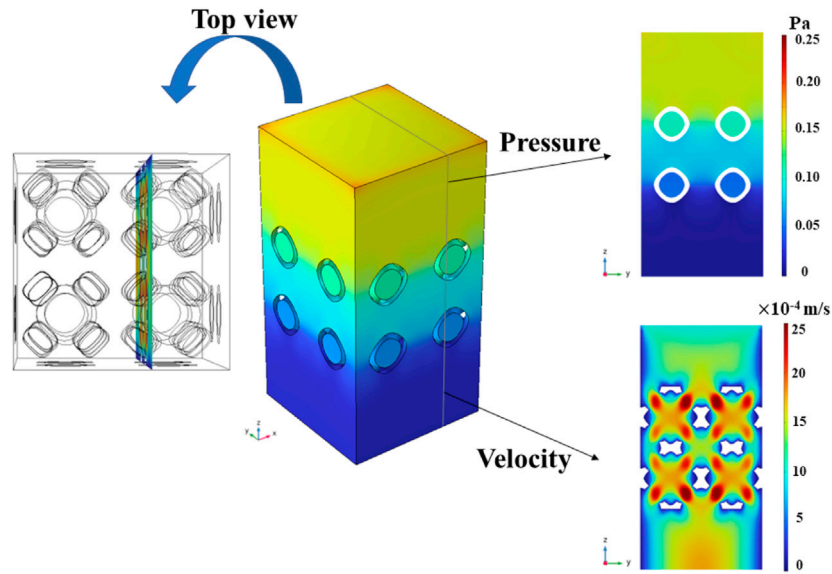 Top view
Pressure
Velocity
z
y
x
Pa
0.25
0.20
0.15
0.10
0.05
0
z
y
×10⁻⁴ m/s
25
20
15
10
5
0
z
y